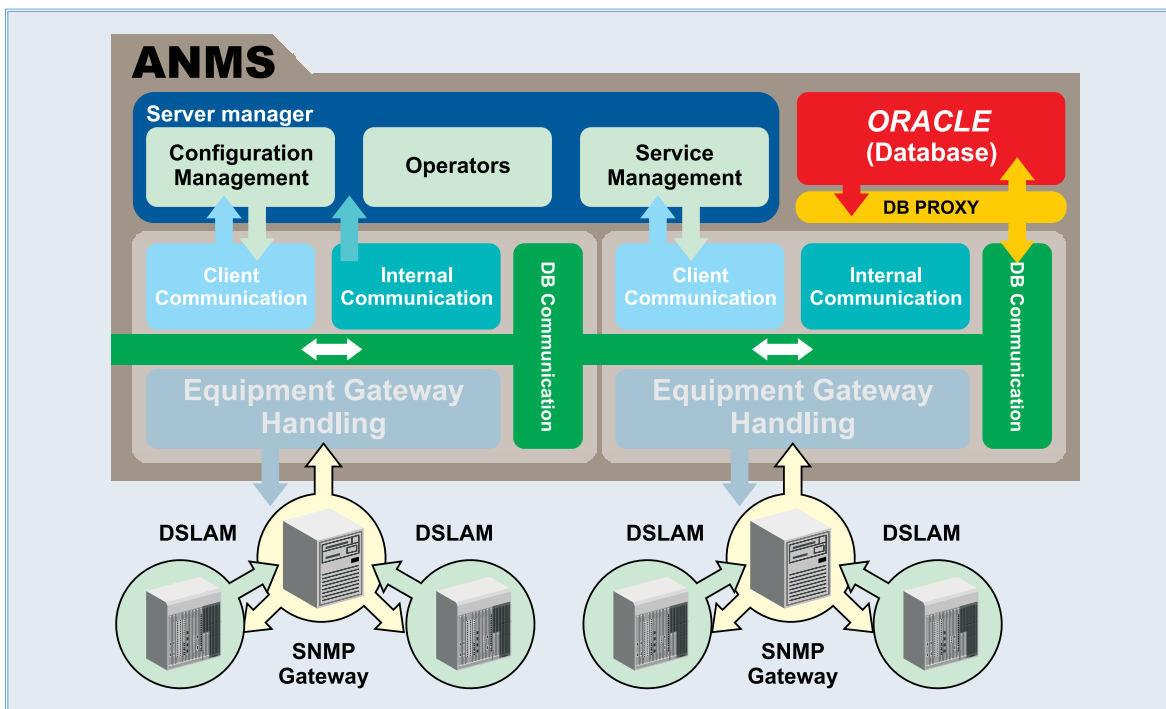 ANMS
Server manager
Configuration
Management
Operators
Service
Management
ORACLE
(Database)
DB PROXY
Client
Communication
Internal
Communication
DB Communication
Client
Communication
Internal
Communication
DB Communication
Equipment Gateway
Handling
Equipment Gateway
Handling
DSLAM
DSLAM
DSLAM
DSLAM
SNMP
Gateway
SNMP
Gateway